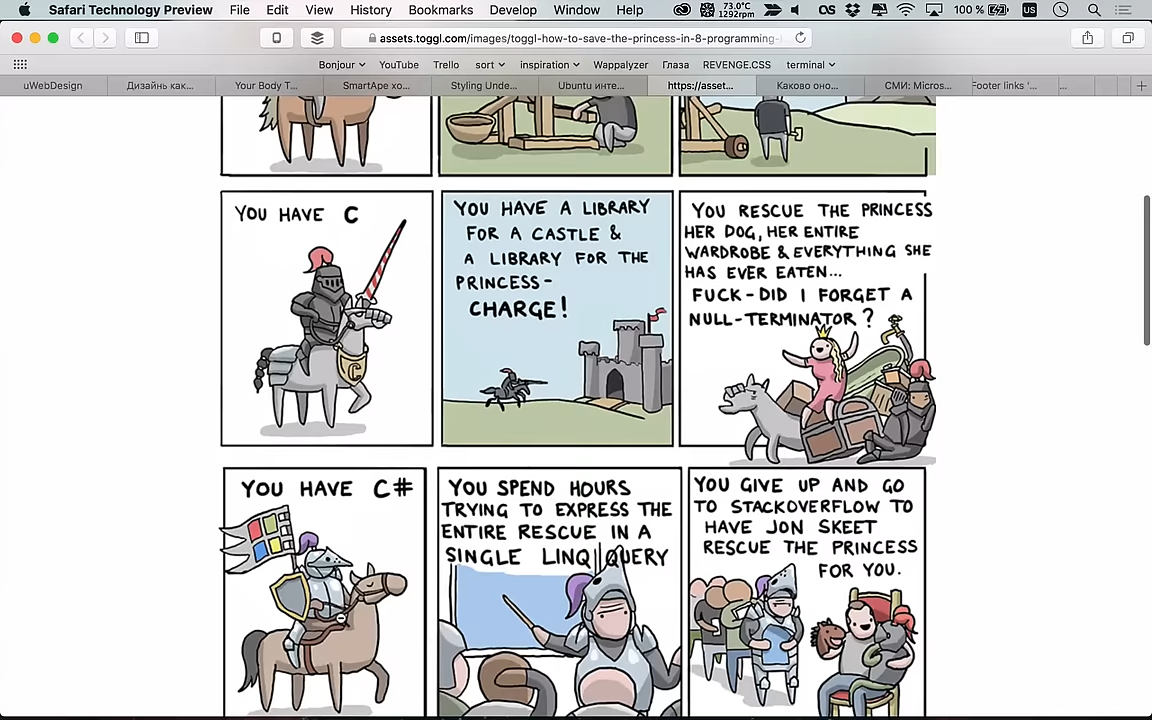 Safari Technology Preview File Edit View History Bookmarks Develop Window Help 73.0°C 1292rpm OS 100 % US
assets.toggl.com/images/toggl-how-to-save-the-princess-in-8-programming-
Bonjour YouTube Trello sort inspiration Wappalyzer Глаза REVENGE.CSS terminal
uWebDesign Дизайн как... Your Body T... SmartApe хо... Styling Unde... Ubuntu инте... https://asset... Каково оно... СМИ: Micros... Footer links '... ...
YOU HAVE C
YOU HAVE A LIBRARY
FOR A CASTLE &
A LIBRARY FOR THE
PRINCESS-
CHARGE!
YOU RESCUE THE PRINCESS
HER DOG, HER ENTIRE
WARDROBE & EVERYTHING SHE
HAS EVER EATEN...
FUCK-DID I FORGET A
NULL-TERMINATOR?
C
YOU HAVE C#
YOU SPEND HOURS
TRYING TO EXPRESS THE
ENTIRE RESCUE IN A
SINGLE LINQ QUERY
YOU GIVE UP AND GO
TO STACKOVERFLOW TO
HAVE JON SKEET
RESCUE THE PRINCESS
FOR YOU.